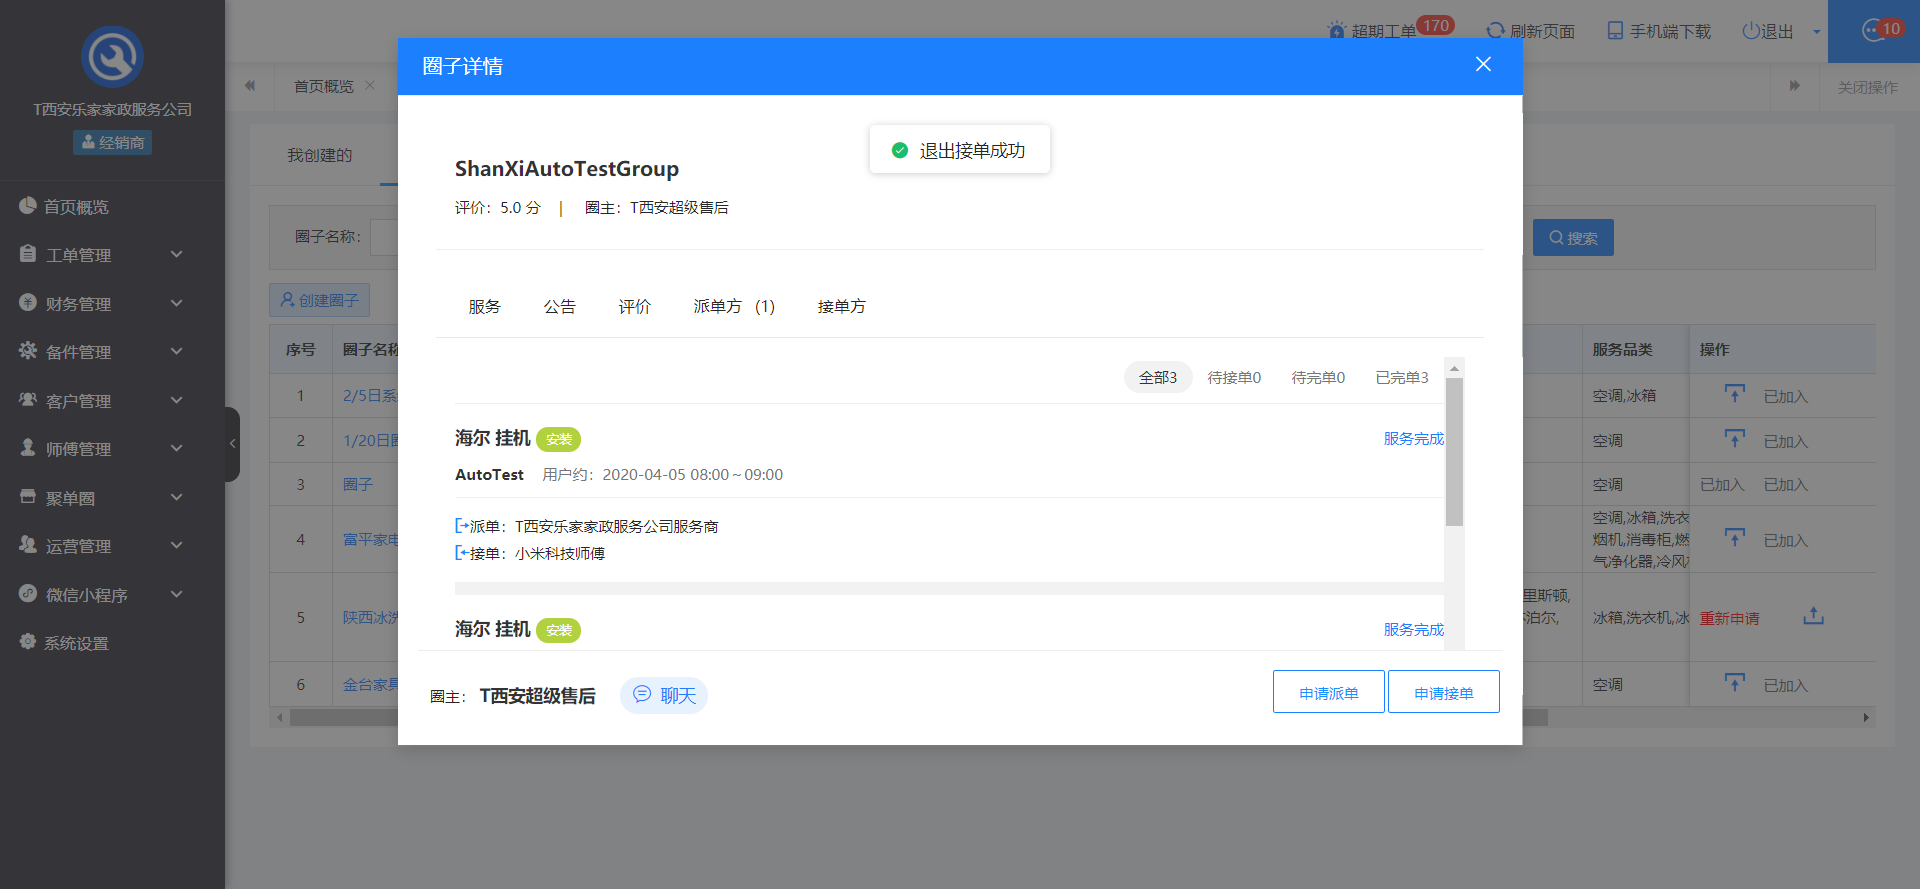 T西安乐家家政服务公司
经销商
首页概览
工单管理
财务管理
备件管理
客户管理
师傅管理
聚单圈
运营管理
微信小程序
系统设置
超期工单 170
刷新页面
手机端下载
退出
10
首页概览
关闭操作
我创建的
圈子名称：
搜索
创建圈子
序号 圈子名称 服务品类 操作
1 2/5日系 空调,冰箱 已加入
2 1/20日 空调 已加入
3 圈子 空调 已加入 已加入
4 富平家电 空调,冰箱,洗衣
烟机,消毒柜,燃
气净化器,冷风
已加入
5 陕西冰洗 里斯顿,
泊尔,
冰箱,洗衣机,冰 重新申请
6 金台家具 空调 已加入
圈子详情
退出接单成功
ShanXiAutoTestGroup
评价：5.0 分 | 圈主：T西安超级售后
服务 公告 评价 派单方 (1) 接单方
全部3 待接单0 待完单0 已完单3
海尔 挂机 安装 服务完成
AutoTest 用户约：2020-04-05 08:00～09:00
派单：T西安乐家家政服务公司服务商
接单：小米科技师傅
海尔 挂机 安装 服务完成
圈主：T西安超级售后 聊天
申请派单 申请接单